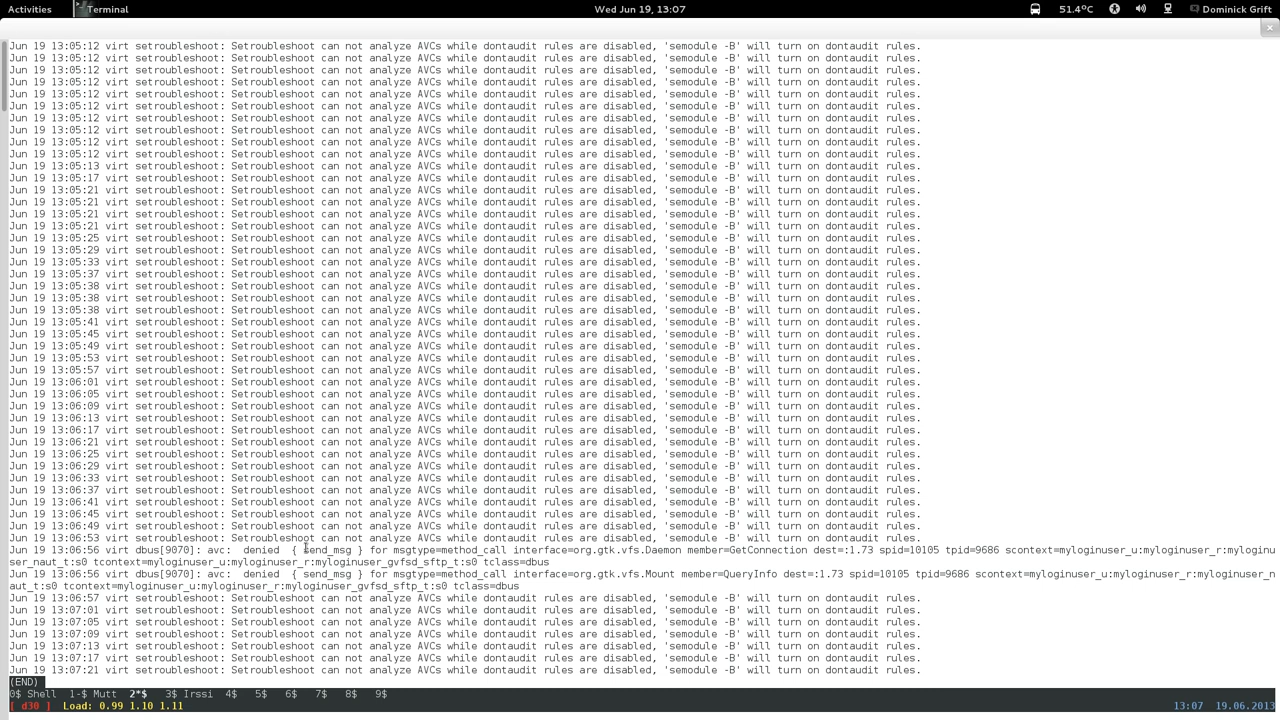 Activities Terminal Wed Jun 19, 13:07 51.4ºC Dominick Grift
Jun 19 13:05:12 virt setroubleshoot: Setroubleshoot can not analyze AVCs while dontaudit rules are disabled, 'semodule -B' will turn on dontaudit rules.
Jun 19 13:05:12 virt setroubleshoot: Setroubleshoot can not analyze AVCs while dontaudit rules are disabled, 'semodule -B' will turn on dontaudit rules.
Jun 19 13:05:12 virt setroubleshoot: Setroubleshoot can not analyze AVCs while dontaudit rules are disabled, 'semodule -B' will turn on dontaudit rules.
Jun 19 13:05:12 virt setroubleshoot: Setroubleshoot can not analyze AVCs while dontaudit rules are disabled, 'semodule -B' will turn on dontaudit rules.
Jun 19 13:05:12 virt setroubleshoot: Setroubleshoot can not analyze AVCs while dontaudit rules are disabled, 'semodule -B' will turn on dontaudit rules.
Jun 19 13:05:12 virt setroubleshoot: Setroubleshoot can not analyze AVCs while dontaudit rules are disabled, 'semodule -B' will turn on dontaudit rules.
Jun 19 13:05:12 virt setroubleshoot: Setroubleshoot can not analyze AVCs while dontaudit rules are disabled, 'semodule -B' will turn on dontaudit rules.
Jun 19 13:05:12 virt setroubleshoot: Setroubleshoot can not analyze AVCs while dontaudit rules are disabled, 'semodule -B' will turn on dontaudit rules.
Jun 19 13:05:12 virt setroubleshoot: Setroubleshoot can not analyze AVCs while dontaudit rules are disabled, 'semodule -B' will turn on dontaudit rules.
Jun 19 13:05:12 virt setroubleshoot: Setroubleshoot can not analyze AVCs while dontaudit rules are disabled, 'semodule -B' will turn on dontaudit rules.
Jun 19 13:05:13 virt setroubleshoot: Setroubleshoot can not analyze AVCs while dontaudit rules are disabled, 'semodule -B' will turn on dontaudit rules.
Jun 19 13:05:17 virt setroubleshoot: Setroubleshoot can not analyze AVCs while dontaudit rules are disabled, 'semodule -B' will turn on dontaudit rules.
Jun 19 13:05:21 virt setroubleshoot: Setroubleshoot can not analyze AVCs while dontaudit rules are disabled, 'semodule -B' will turn on dontaudit rules.
Jun 19 13:05:21 virt setroubleshoot: Setroubleshoot can not analyze AVCs while dontaudit rules are disabled, 'semodule -B' will turn on dontaudit rules.
Jun 19 13:05:21 virt setroubleshoot: Setroubleshoot can not analyze AVCs while dontaudit rules are disabled, 'semodule -B' will turn on dontaudit rules.
Jun 19 13:05:21 virt setroubleshoot: Setroubleshoot can not analyze AVCs while dontaudit rules are disabled, 'semodule -B' will turn on dontaudit rules.
Jun 19 13:05:25 virt setroubleshoot: Setroubleshoot can not analyze AVCs while dontaudit rules are disabled, 'semodule -B' will turn on dontaudit rules.
Jun 19 13:05:29 virt setroubleshoot: Setroubleshoot can not analyze AVCs while dontaudit rules are disabled, 'semodule -B' will turn on dontaudit rules.
Jun 19 13:05:33 virt setroubleshoot: Setroubleshoot can not analyze AVCs while dontaudit rules are disabled, 'semodule -B' will turn on dontaudit rules.
Jun 19 13:05:37 virt setroubleshoot: Setroubleshoot can not analyze AVCs while dontaudit rules are disabled, 'semodule -B' will turn on dontaudit rules.
Jun 19 13:05:38 virt setroubleshoot: Setroubleshoot can not analyze AVCs while dontaudit rules are disabled, 'semodule -B' will turn on dontaudit rules.
Jun 19 13:05:38 virt setroubleshoot: Setroubleshoot can not analyze AVCs while dontaudit rules are disabled, 'semodule -B' will turn on dontaudit rules.
Jun 19 13:05:38 virt setroubleshoot: Setroubleshoot can not analyze AVCs while dontaudit rules are disabled, 'semodule -B' will turn on dontaudit rules.
Jun 19 13:05:41 virt setroubleshoot: Setroubleshoot can not analyze AVCs while dontaudit rules are disabled, 'semodule -B' will turn on dontaudit rules.
Jun 19 13:05:45 virt setroubleshoot: Setroubleshoot can not analyze AVCs while dontaudit rules are disabled, 'semodule -B' will turn on dontaudit rules.
Jun 19 13:05:49 virt setroubleshoot: Setroubleshoot can not analyze AVCs while dontaudit rules are disabled, 'semodule -B' will turn on dontaudit rules.
Jun 19 13:05:53 virt setroubleshoot: Setroubleshoot can not analyze AVCs while dontaudit rules are disabled, 'semodule -B' will turn on dontaudit rules.
Jun 19 13:05:57 virt setroubleshoot: Setroubleshoot can not analyze AVCs while dontaudit rules are disabled, 'semodule -B' will turn on dontaudit rules.
Jun 19 13:06:01 virt setroubleshoot: Setroubleshoot can not analyze AVCs while dontaudit rules are disabled, 'semodule -B' will turn on dontaudit rules.
Jun 19 13:06:05 virt setroubleshoot: Setroubleshoot can not analyze AVCs while dontaudit rules are disabled, 'semodule -B' will turn on dontaudit rules.
Jun 19 13:06:09 virt setroubleshoot: Setroubleshoot can not analyze AVCs while dontaudit rules are disabled, 'semodule -B' will turn on dontaudit rules.
Jun 19 13:06:13 virt setroubleshoot: Setroubleshoot can not analyze AVCs while dontaudit rules are disabled, 'semodule -B' will turn on dontaudit rules.
Jun 19 13:06:17 virt setroubleshoot: Setroubleshoot can not analyze AVCs while dontaudit rules are disabled, 'semodule -B' will turn on dontaudit rules.
Jun 19 13:06:21 virt setroubleshoot: Setroubleshoot can not analyze AVCs while dontaudit rules are disabled, 'semodule -B' will turn on dontaudit rules.
Jun 19 13:06:25 virt setroubleshoot: Setroubleshoot can not analyze AVCs while dontaudit rules are disabled, 'semodule -B' will turn on dontaudit rules.
Jun 19 13:06:29 virt setroubleshoot: Setroubleshoot can not analyze AVCs while dontaudit rules are disabled, 'semodule -B' will turn on dontaudit rules.
Jun 19 13:06:33 virt setroubleshoot: Setroubleshoot can not analyze AVCs while dontaudit rules are disabled, 'semodule -B' will turn on dontaudit rules.
Jun 19 13:06:37 virt setroubleshoot: Setroubleshoot can not analyze AVCs while dontaudit rules are disabled, 'semodule -B' will turn on dontaudit rules.
Jun 19 13:06:41 virt setroubleshoot: Setroubleshoot can not analyze AVCs while dontaudit rules are disabled, 'semodule -B' will turn on dontaudit rules.
Jun 19 13:06:45 virt setroubleshoot: Setroubleshoot can not analyze AVCs while dontaudit rules are disabled, 'semodule -B' will turn on dontaudit rules.
Jun 19 13:06:49 virt setroubleshoot: Setroubleshoot can not analyze AVCs while dontaudit rules are disabled, 'semodule -B' will turn on dontaudit rules.
Jun 19 13:06:53 virt setroubleshoot: Setroubleshoot can not analyze AVCs while dontaudit rules are disabled, 'semodule -B' will turn on dontaudit rules.
Jun 19 13:06:56 virt dbus[9070]: avc:  denied  { send_msg } for msgtype=method_call interface=org.gtk.vfs.Daemon member=GetConnection dest=:1.73 spid=10105 tpid=9686 scontext=myloginuser_u:myloginuser_r:mylogin
ser_naut_t:s0 tcontext=myloginuser_u:myloginuser_r:myloginuser_gvfsd_sftp_t:s0 tclass=dbus
Jun 19 13:06:56 virt dbus[9070]: avc:  denied  { send_msg } for msgtype=method_call interface=org.gtk.vfs.Mount member=QueryInfo dest=:1.73 spid=10105 tpid=9686 scontext=myloginuser_u:myloginuser_r:myloginuser_n
aut_t:s0 tcontext=myloginuser_u:myloginuser_r:myloginuser_gvfsd_sftp_t:s0 tclass=dbus
Jun 19 13:06:57 virt setroubleshoot: Setroubleshoot can not analyze AVCs while dontaudit rules are disabled, 'semodule -B' will turn on dontaudit rules.
Jun 19 13:07:01 virt setroubleshoot: Setroubleshoot can not analyze AVCs while dontaudit rules are disabled, 'semodule -B' will turn on dontaudit rules.
Jun 19 13:07:05 virt setroubleshoot: Setroubleshoot can not analyze AVCs while dontaudit rules are disabled, 'semodule -B' will turn on dontaudit rules.
Jun 19 13:07:09 virt setroubleshoot: Setroubleshoot can not analyze AVCs while dontaudit rules are disabled, 'semodule -B' will turn on dontaudit rules.
Jun 19 13:07:13 virt setroubleshoot: Setroubleshoot can not analyze AVCs while dontaudit rules are disabled, 'semodule -B' will turn on dontaudit rules.
Jun 19 13:07:17 virt setroubleshoot: Setroubleshoot can not analyze AVCs while dontaudit rules are disabled, 'semodule -B' will turn on dontaudit rules.
Jun 19 13:07:21 virt setroubleshoot: Setroubleshoot can not analyze AVCs while dontaudit rules are disabled, 'semodule -B' will turn on dontaudit rules.
(END)
0$ Shell  1-$ Mutt  2*$  3$ Irssi  4$  5$  6$  7$  8$  9$
[ d30 ]  Load: 0.99 1.10 1.11  13:07  19.06.2013